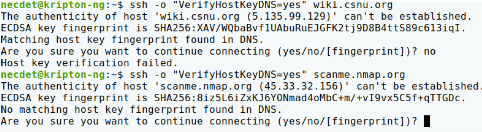 necdet@kripton-ng:~$ ssh -o "VerifyHostKeyDNS=yes" wiki.csnu.org
The authenticity of host 'wiki.csnu.org (5.135.99.129)' can't be established.
ECDSA key fingerprint is SHA256:XAV/WQbaBvf1UAbuRuEJGFK2tj9D8B4ttS89c613iqI.
Matching host key fingerprint found in DNS.
Are you sure you want to continue connecting (yes/no/[fingerprint])? no
Host key verification failed.
necdet@kripton-ng:~$ ssh -o "VerifyHostKeyDNS=yes" scanme.nmap.org
The authenticity of host 'scanme.nmap.org (45.33.32.156)' can't be established.
ECDSA key fingerprint is SHA256:8iz5L6iZxKJ6YONmad4oMbC+m/+vI9vx5C5f+qTTGDc.
No matching host key fingerprint found in DNS.
Are you sure you want to continue connecting (yes/no/[fingerprint])?